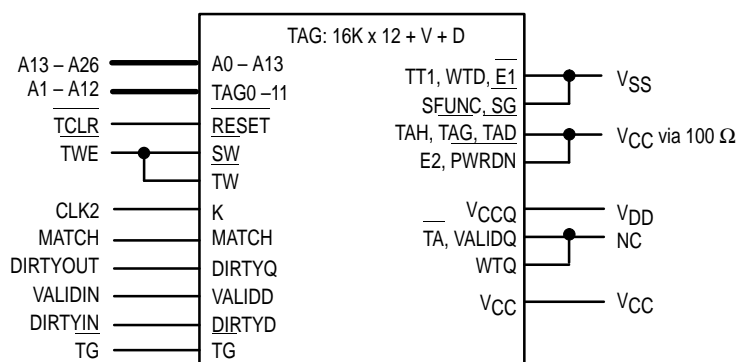 TAG: 16K x 12 + V + D
A13 – A26 A0 – A13
A1 – A12 TAG0 –11
TCLR RESET
TWE SW
TW
CLK2 K
MATCH MATCH
DIRTYOUT DIRTYQ
VALIDIN VALIDD
DIRTYIN DIRTYD
TG TG
TT1, WTD, E1 VSS
SFUNC, SG
TAH, TAG, TAD VCC via 100 Ω
E2, PWRDN
VCCQ VDD
TA, VALIDQ NC
WTQ
VCC VCC